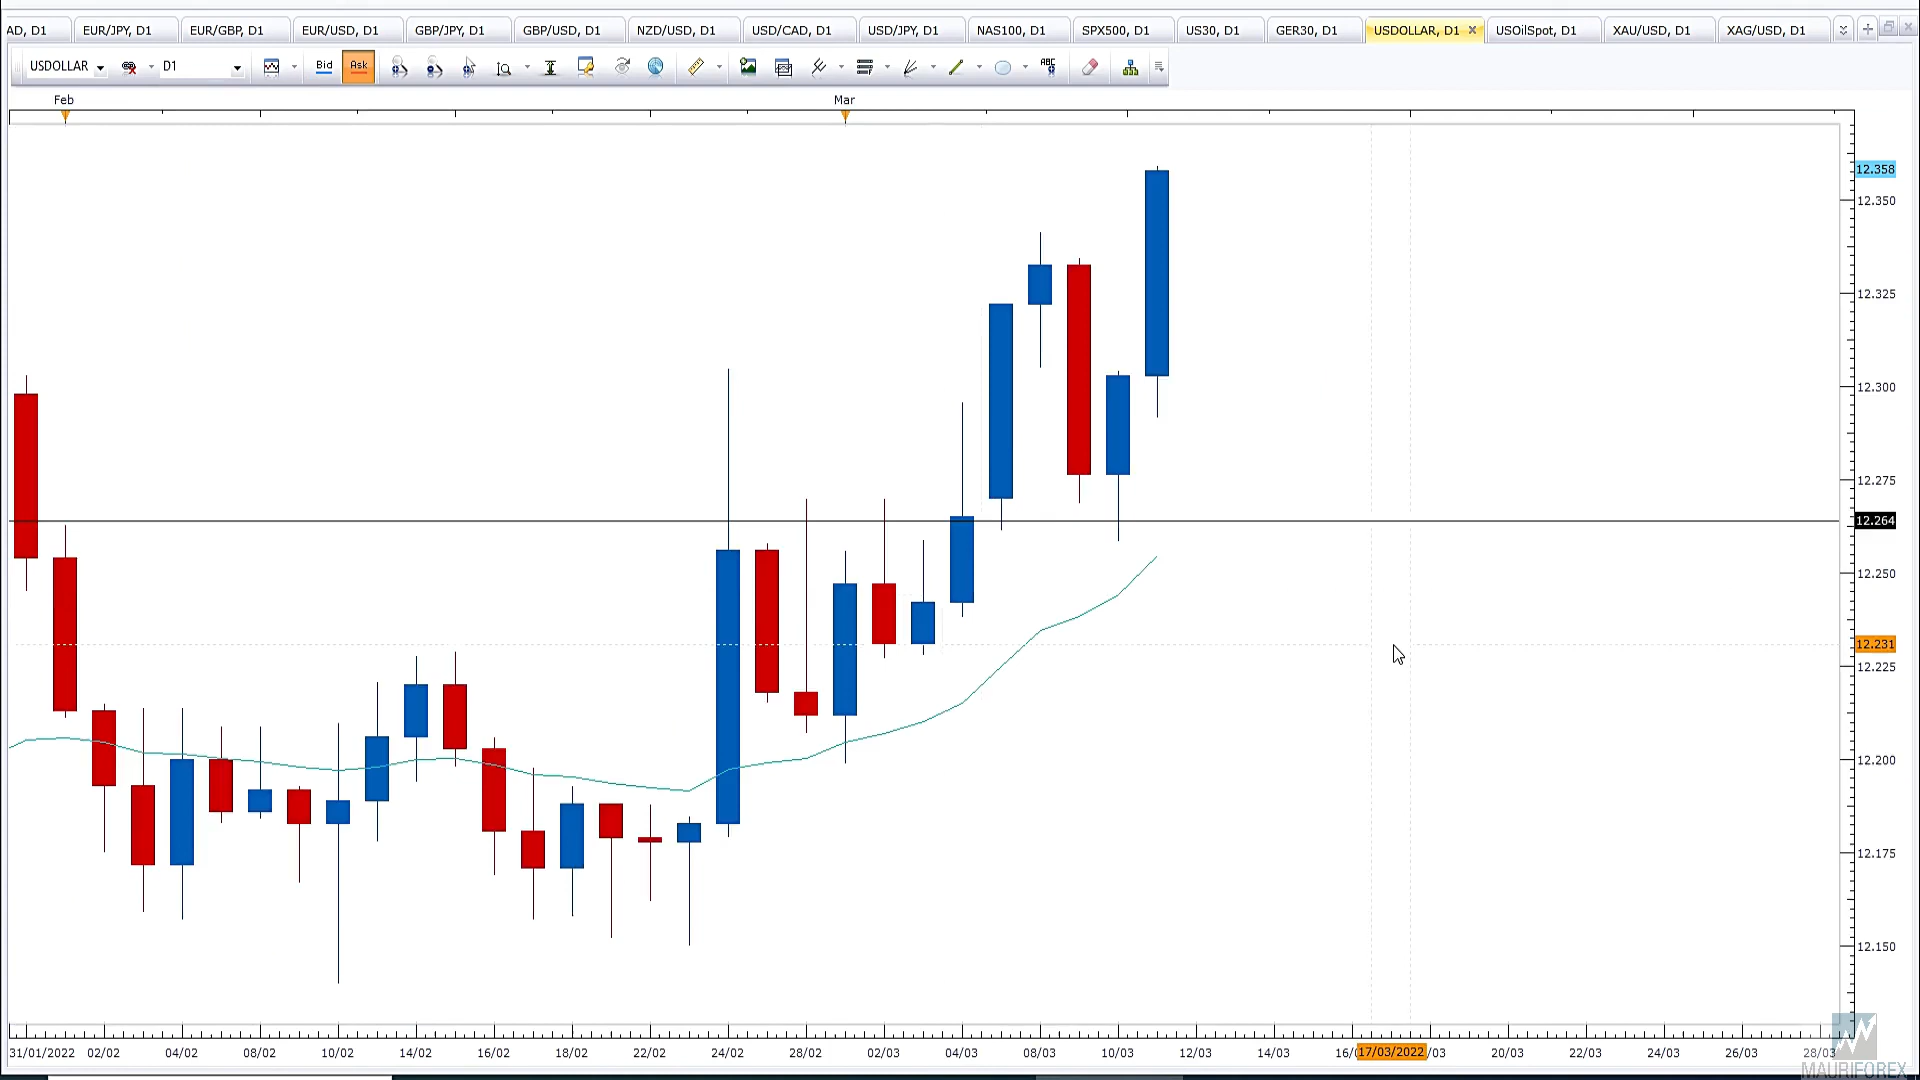 AD, D1 EUR/JPY, D1 EUR/GBP, D1 EUR/USD, D1 GBP/JPY, D1 GBP/USD, D1 NZD/USD, D1 USD/CAD, D1 USD/JPY, D1 NAS100, D1 SPX500, D1 US30, D1 GER30, D1 USDOLLAR, D1 USOilSpot, D1 XAU/USD, D1 XAG/USD, D1
USDOLLAR D1 Bid Ask ABC
Feb Mar
12.358
12.350
12.325
12.300
12.275
12.264
12.250
12.231
12.225
12.200
12.175
12.150
31/01/2022 02/02 04/02 08/02 10/02 14/02 16/02 18/02 22/02 24/02 28/02 02/03 04/03 08/03 10/03 12/03 14/03 16/ 17/03/2022 /03 20/03 22/03 24/03 26/03 28/03
MAURIFOREX